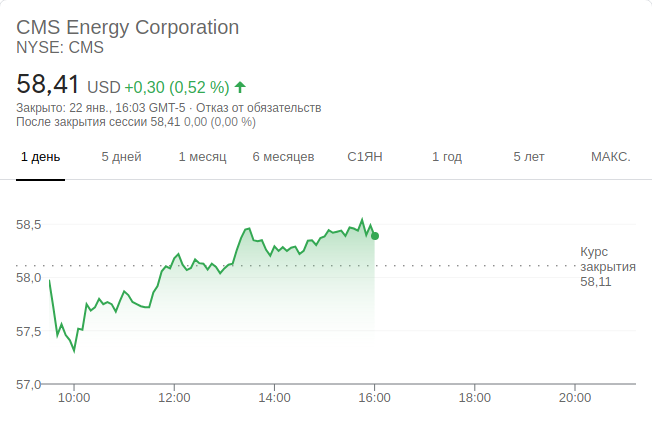 CMS Energy Corporation
NYSE: CMS
58,41 USD +0,30 (0,52 %)
Закрыто: 22 янв., 16:03 GMT-5 · Отказ от обязательств
После закрытия сессии 58,41 0,00 (0,00 %)
1 день 5 дней 1 месяц 6 месяцев С1ЯН 1 год 5 лет МАКС.
58,5
Курс
закрытия
58,11
58,0
57,5
57,0
10:00 12:00 14:00 16:00 18:00 20:00